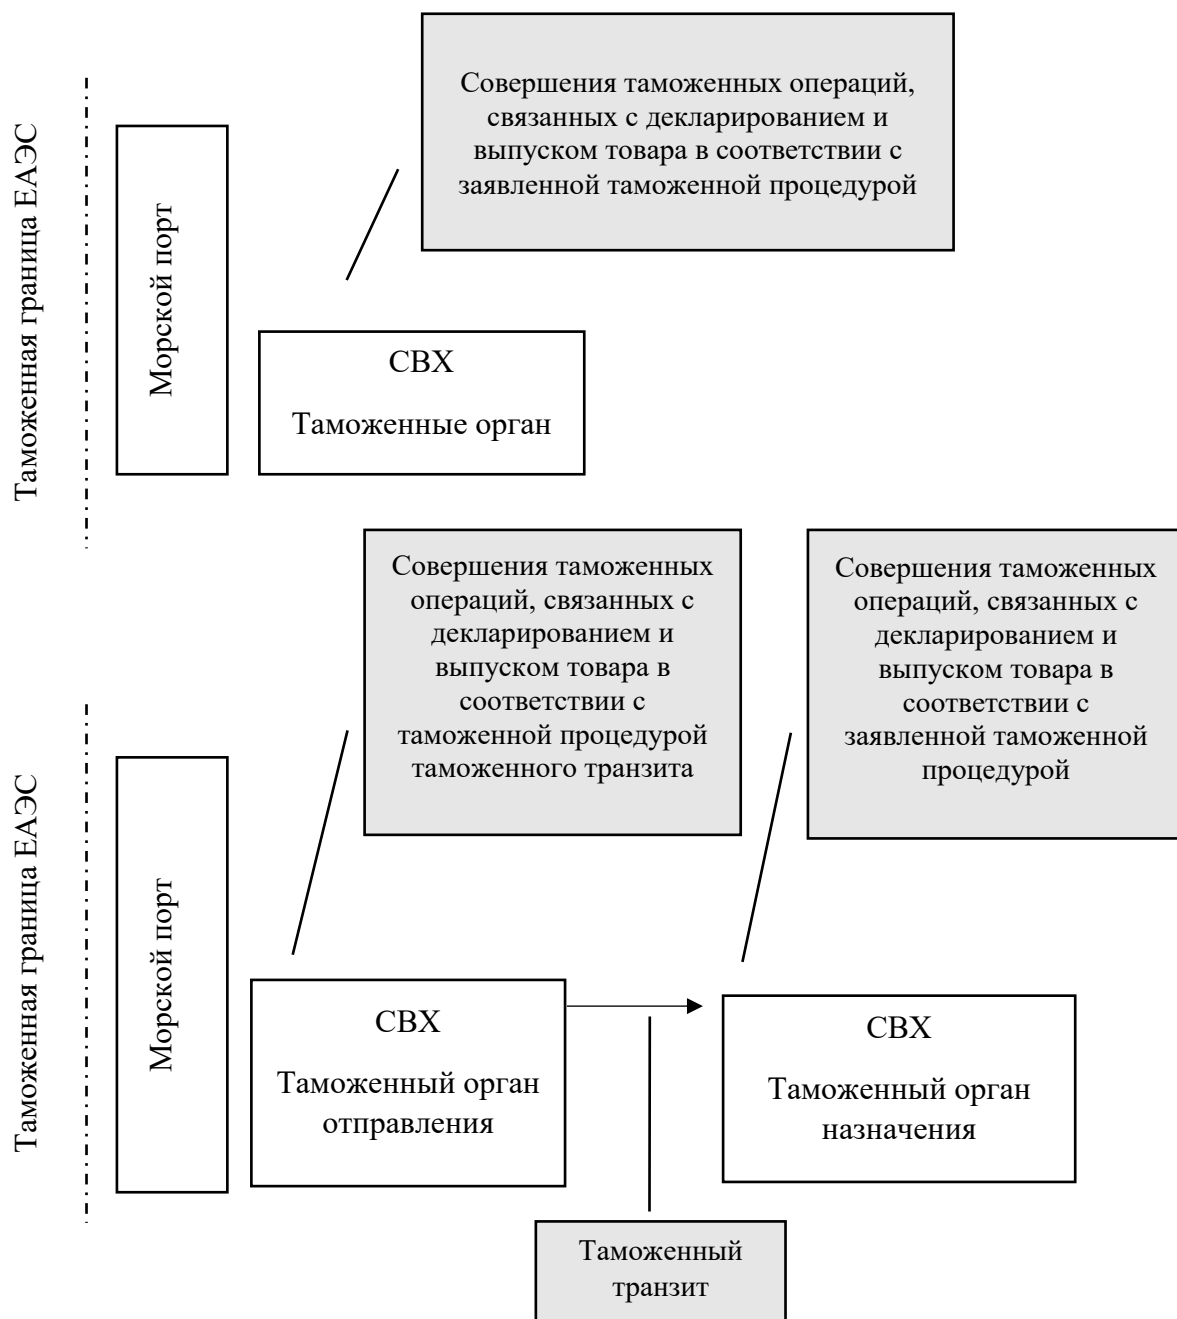 Таможенная граница ЕАЭС
Морской порт
Совершения таможенных операций,
связанных с декларированием и
выпуском товара в соответствии с
заявленной таможенной процедурой
СВХ
Таможенные орган
Таможенная граница ЕАЭС
Морской порт
Совершения таможенных
операций, связанных с
декларированием и
выпуском товара в
соответствии с
таможенной процедурой
таможенного транзита
Совершения таможенных
операций, связанных с
декларированием и
выпуском товара в
соответствии с
заявленной таможенной
процедурой
СВХ
Таможенный орган
отправления
СВХ
Таможенный орган
назначения
Таможенный
транзит